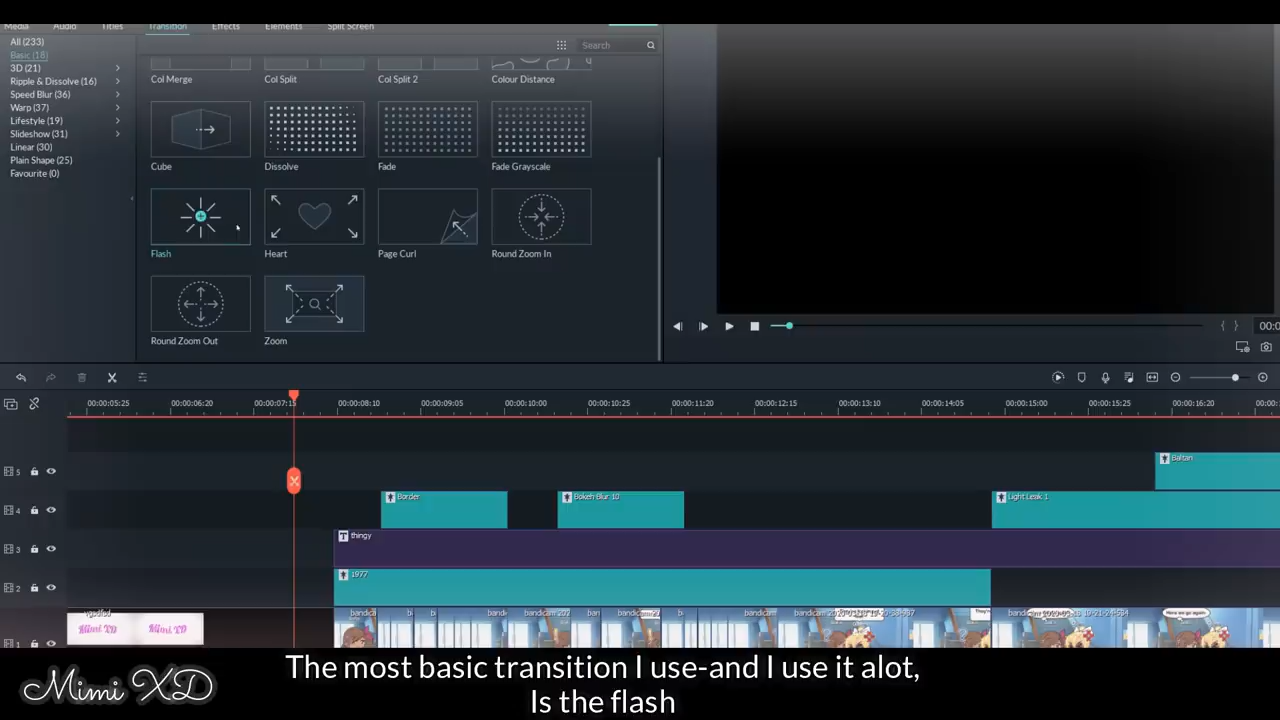 Media Audio Titles Transition Effects Elements Split Screen
All (233)
Basic (18)
3D (21)
Ripple & Dissolve (16)
Speed Blur (36)
Warp (37)
Lifestyle (19)
Slideshow (31)
Linear (30)
Plain Shape (25)
Favourite (0)
Search
Col Merge Col Split Col Split 2 Colour Distance
Cube Dissolve Fade Fade Grayscale
Flash Heart Page Curl Round Zoom In
Round Zoom Out Zoom
00:0
00:00:05:25 00:00:06:20 00:00:07:15 00:00:08:10 00:00:09:05 00:00:10:00 00:00:10:25 00:00:11:20 00:00:12:15 00:00:13:10 00:00:14:05 00:00:15:00 00:00:15:25 00:00:16:20 00:00:
5 Baltan
4 Border Bokeh Blur 10 Light Leak 1
3 thingy
2 1977
1 Mimi XD Mimi XD
Mimi XD
The most basic transition I use-and I use it alot,
Is the flash